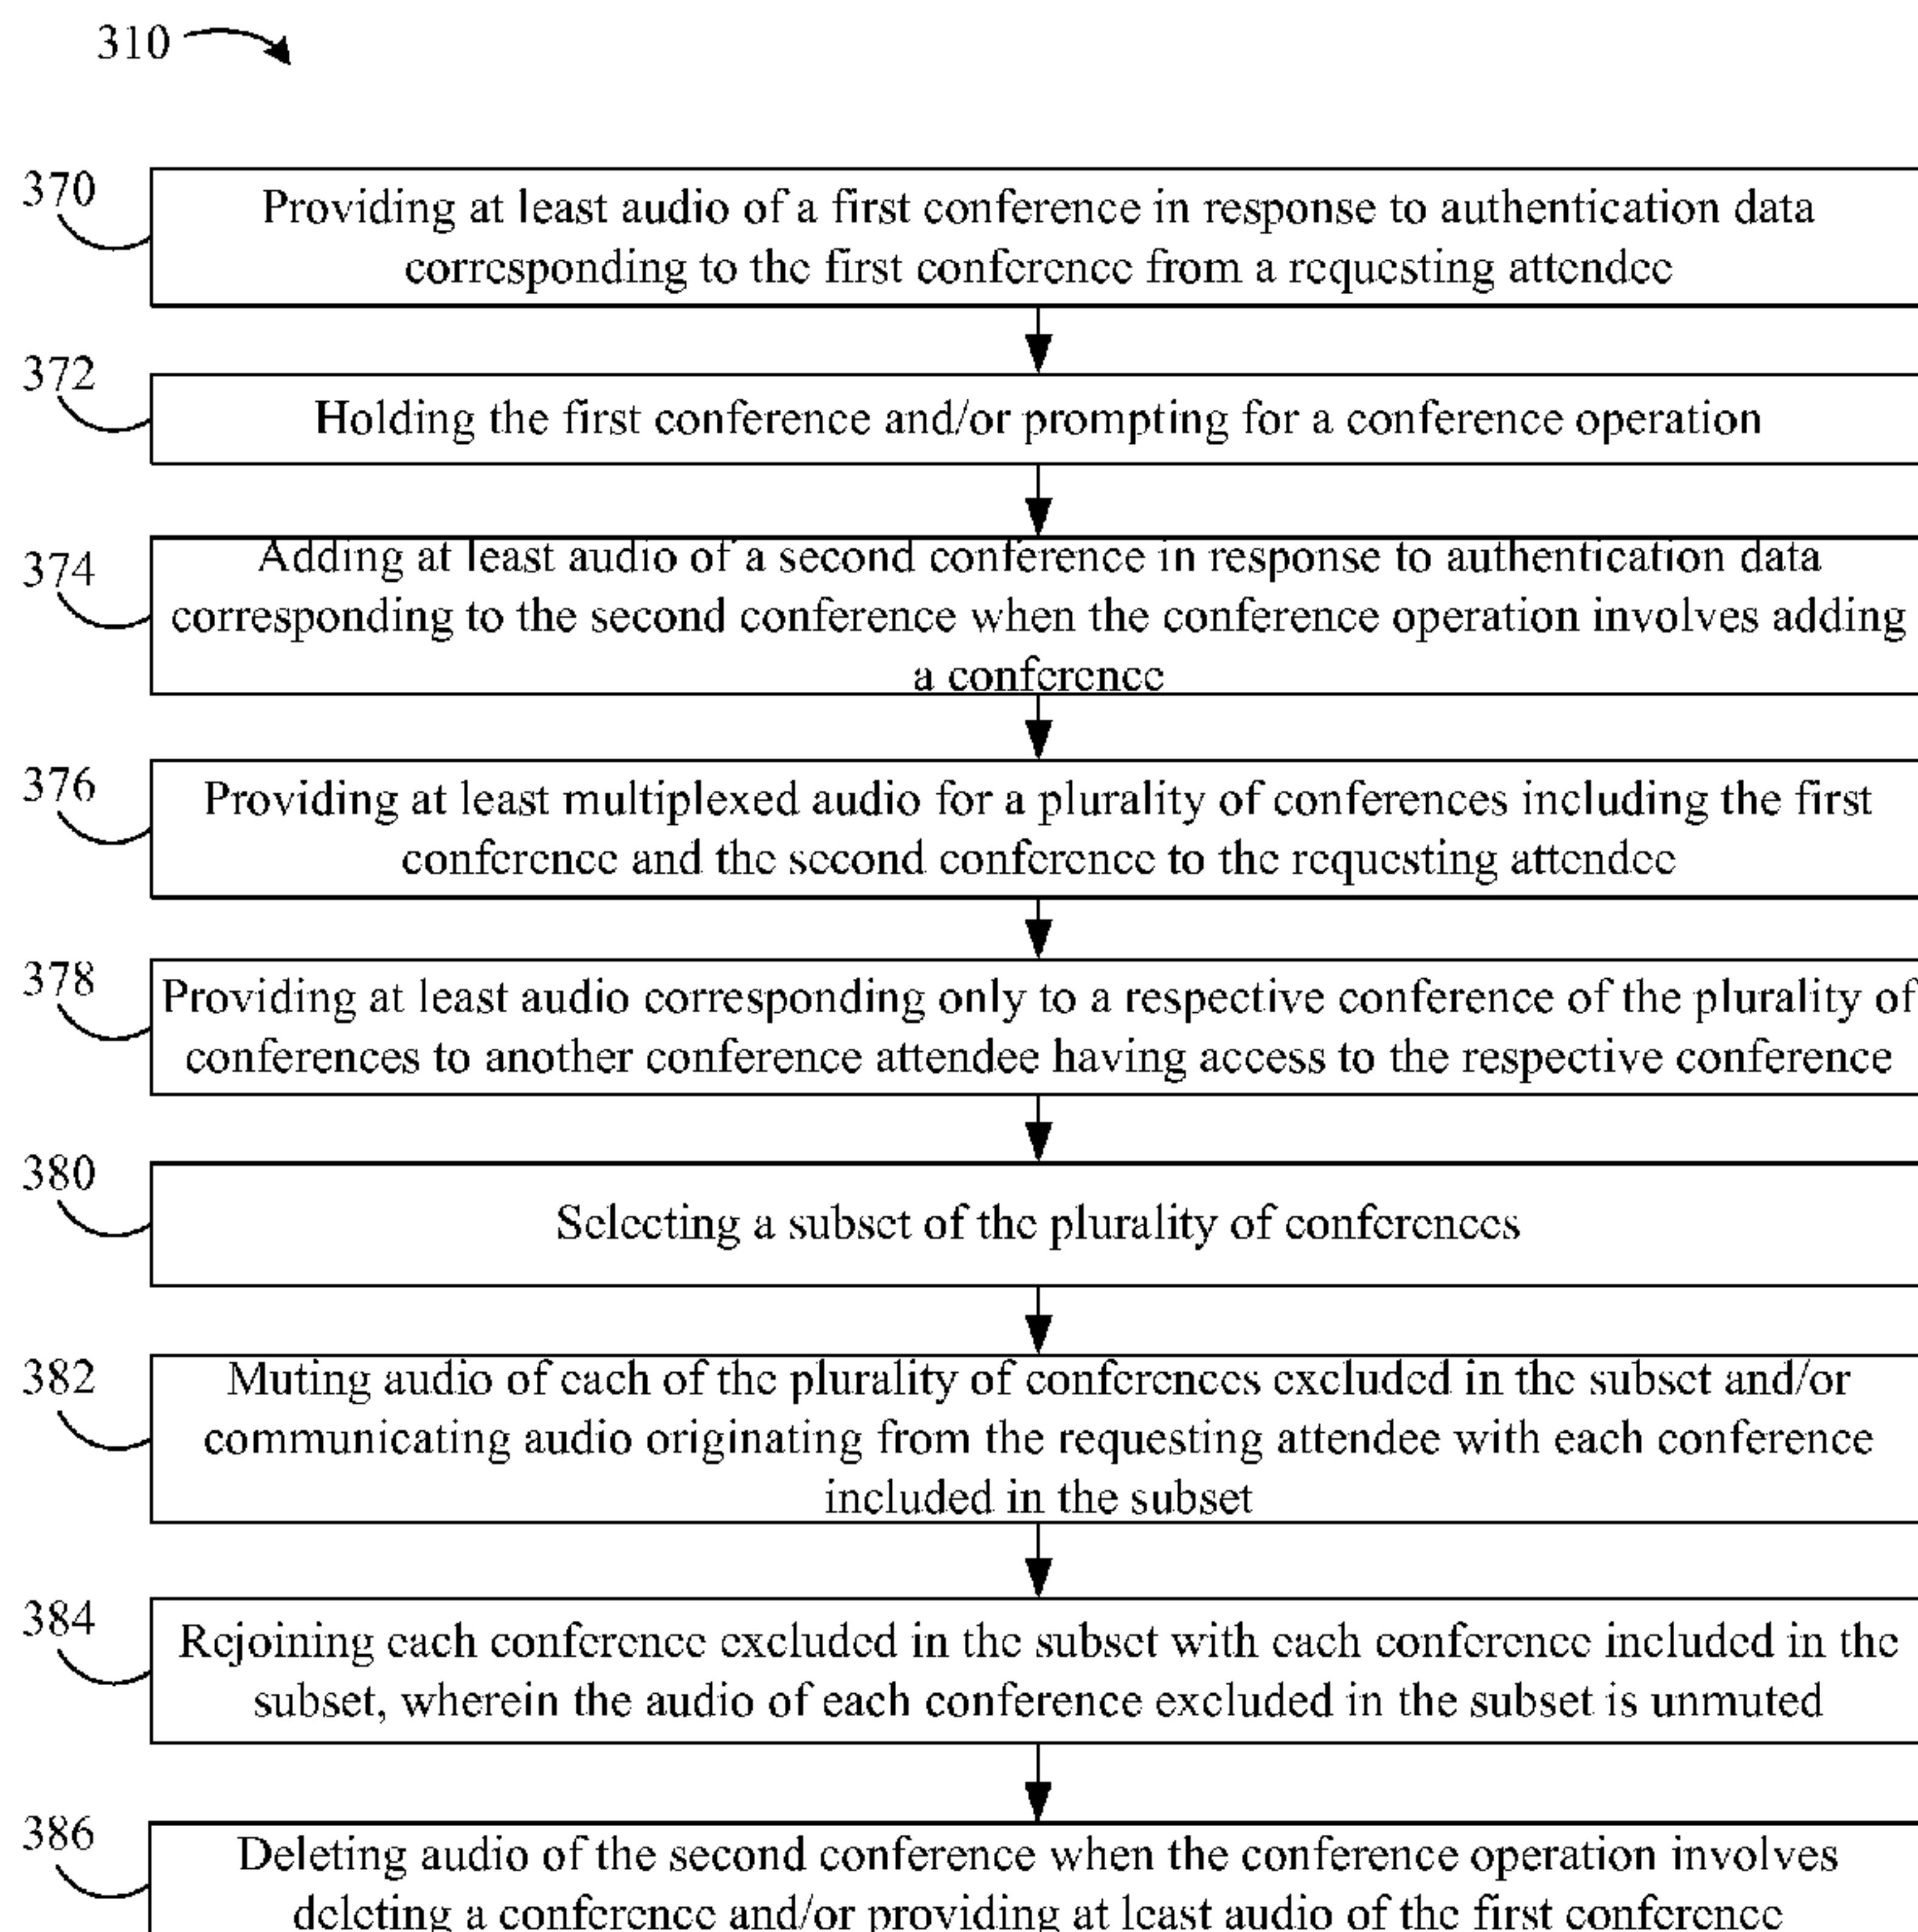 310
370
Providing at least audio of a first conference in response to authentication data
corresponding to the first conference from a requesting attendee
372
Holding the first conference and/or prompting for a conference operation
374
Adding at least audio of a second conference in response to authentication data
corresponding to the second conference when the conference operation involves adding
a conference
376
Providing at least multiplexed audio for a plurality of conferences including the first
conference and the second conference to the requesting attendee
378
Providing at least audio corresponding only to a respective conference of the plurality of
conferences to another conference attendee having access to the respective conference
380
Selecting a subset of the plurality of conferences
382
Muting audio of each of the plurality of conferences excluded in the subset and/or
communicating audio originating from the requesting attendee with each conference
included in the subset
384
Rejoining each conference excluded in the subset with each conference included in the
subset, wherein the audio of each conference excluded in the subset is unmuted
386
Deleting audio of the second conference when the conference operation involves
deleting a conference and/or providing at least audio of the first conference